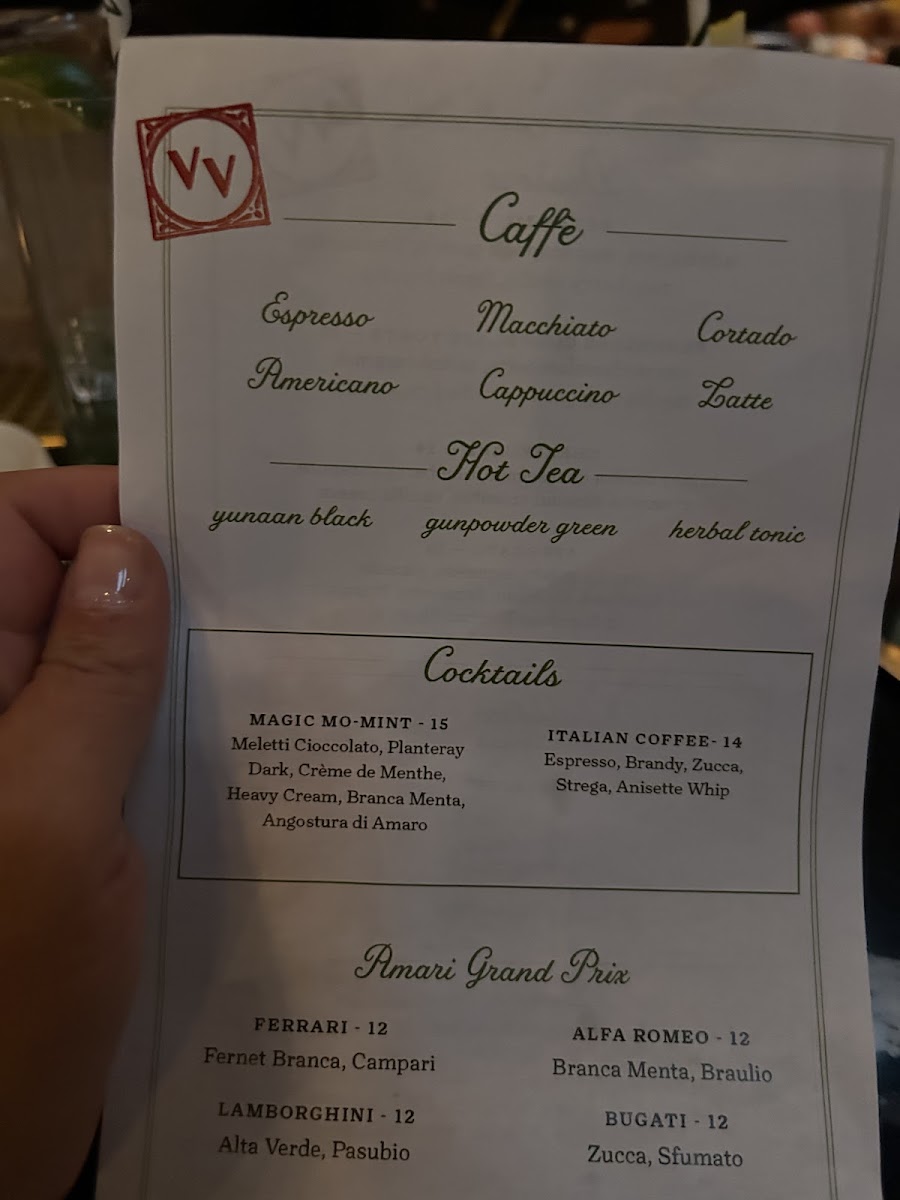 VV
Caffè
Espresso Macchiato Cortado
Americano Cappuccino Latte
Hot Tea
yunaan black gunpowder green herbal tonic
Cocktails
MAGIC MO-MINT - 15
Meletti Cioccolato, Planteray
Dark, Crème de Menthe,
Heavy Cream, Branca Menta,
Angostura di Amaro
ITALIAN COFFEE- 14
Espresso, Brandy, Zucca,
Strega, Anisette Whip
Amari Grand Prix
FERRARI - 12
Fernet Branca, Campari
ALFA ROMEO - 12
Branca Menta, Braulio
LAMBORGHINI - 12
Alta Verde, Pasubio
BUGATI - 12
Zucca, Sfumato